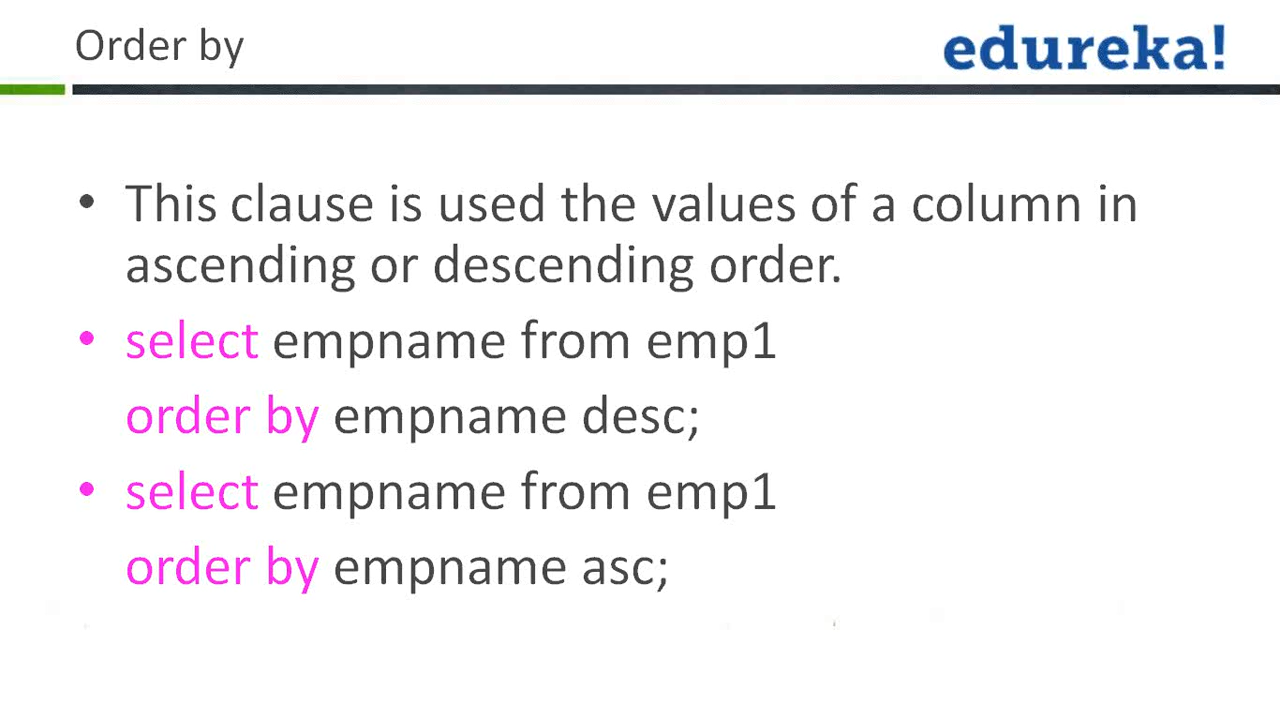 Order by
edureka!
• This clause is used the values of a column in
ascending or descending order.
• select empname from emp1
order by empname desc;
• select empname from emp1
order by empname asc;